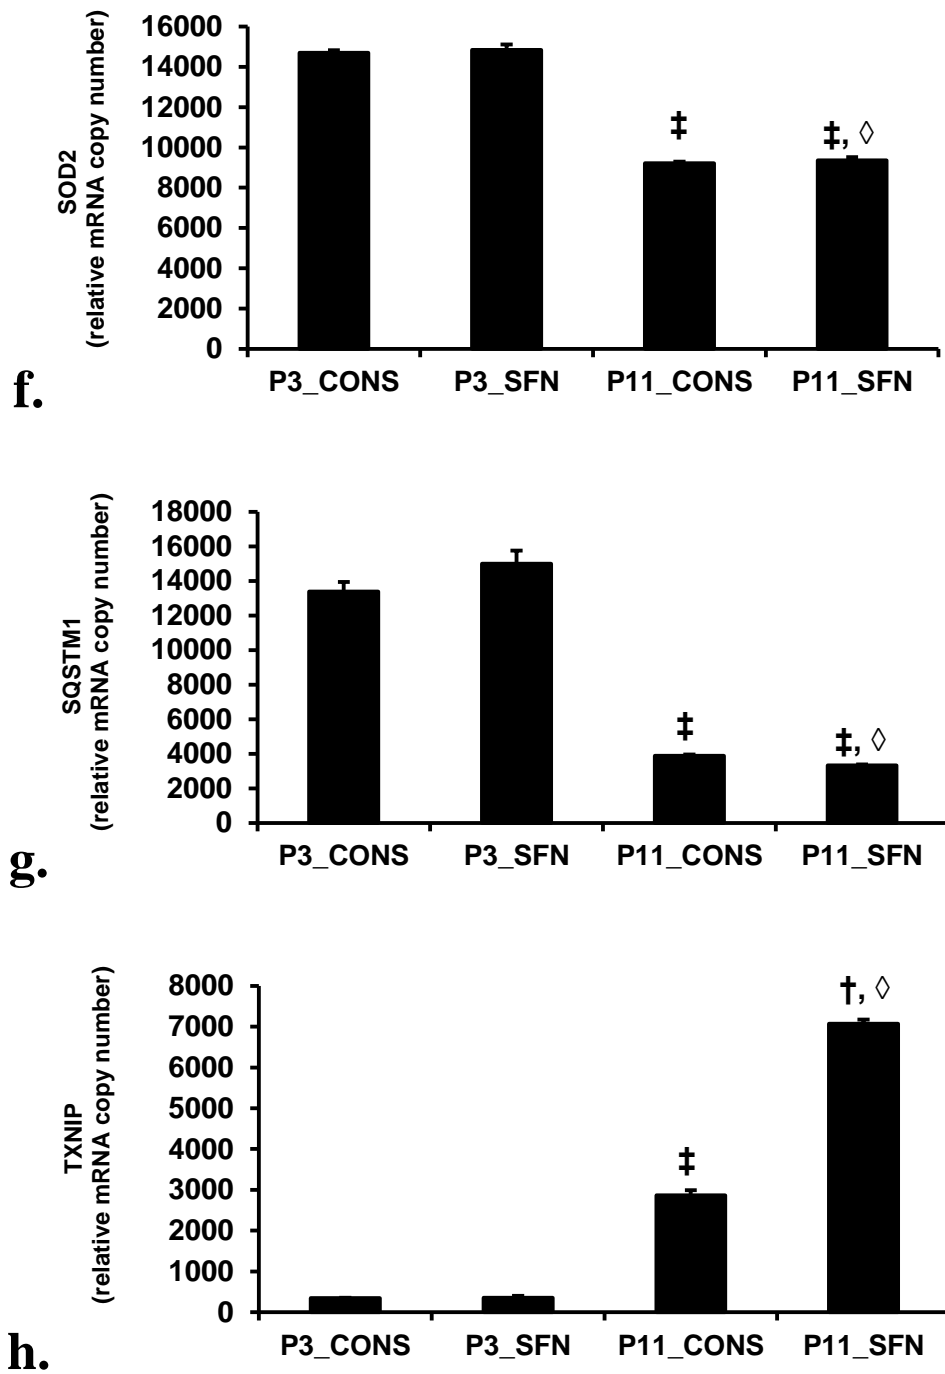 SOD2
(relative mRNA copy number)
16000
14000
12000
10000
8000
6000
4000
2000
0
‡
‡, ◊
P3_CONS P3_SFN P11_CONS P11_SFN
f.
SQSTM1
(relative mRNA copy number)
18000
16000
14000
12000
10000
8000
6000
4000
2000
0
‡
‡, ◊
P3_CONS P3_SFN P11_CONS P11_SFN
g.
TXNIP
(relative mRNA copy number)
8000
7000
6000
5000
4000
3000
2000
1000
0
‡
†, ◊
P3_CONS P3_SFN P11_CONS P11_SFN
h.